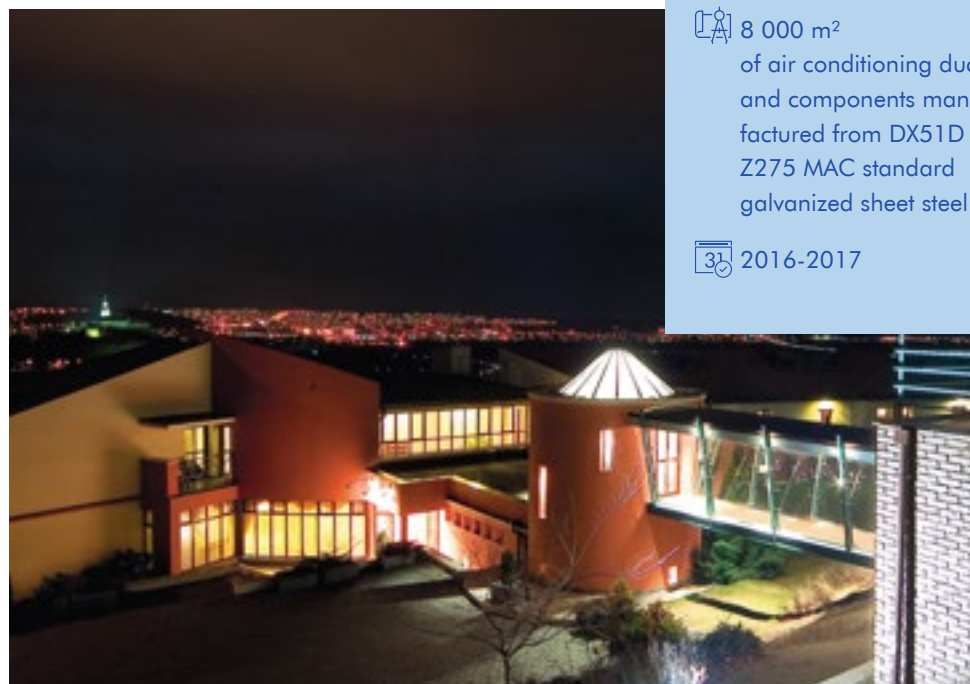 8 000 m²
of air conditioning
and components
factured from DX51D
Z275 MAC standard
galvanized sheet steel
31 2016-2017